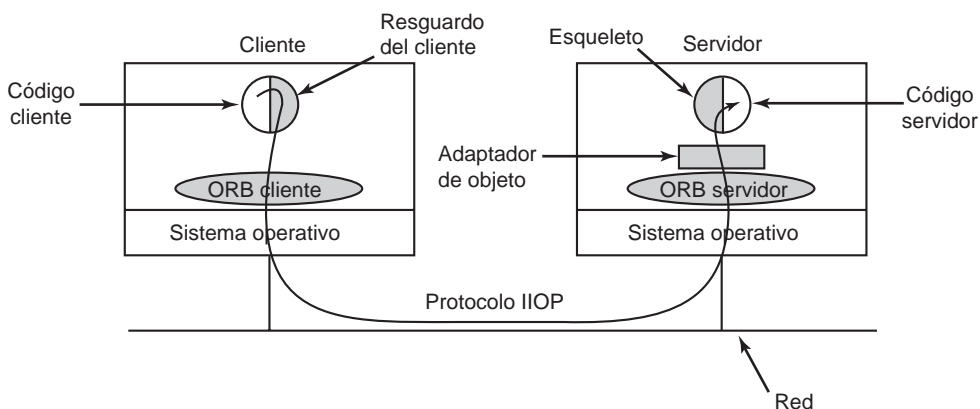 Cliente
Resguardo
del cliente
Esqueleto
Servidor
Código
cliente
Código
servidor
Adaptador
de objeto
ORB cliente
ORB servidor
Sistema operativo
Sistema operativo
Protocolo IIOP
Red